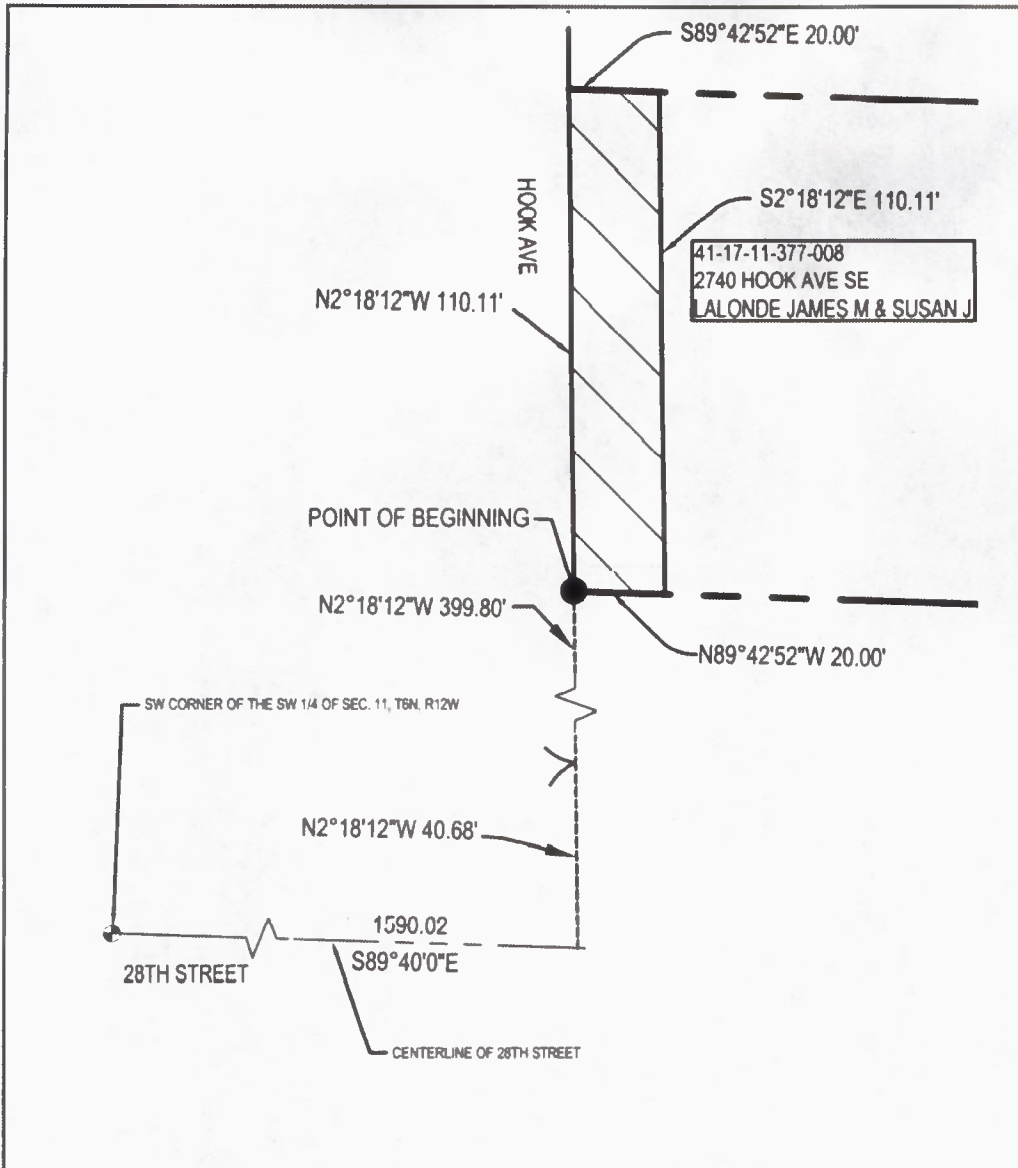 S89°42'52"E 20.00'
HOOK AVE
S2°18'12"E 110.11'
41-17-11-377-008
2740 HOOK AVE SE
LALONDE JAMES M & SUSAN J
N2°18'12"W 110.11'
POINT OF BEGINNING
N2°18'12"W 399.80'
N89°42'52"W 20.00'
SW CORNER OF THE SW 1/4 OF SEC. 11, T6N, R12W
N2°18'12"W 40.68'
1590.02
S89°40'0"E
28TH STREET
CENTERLINE OF 28TH STREET